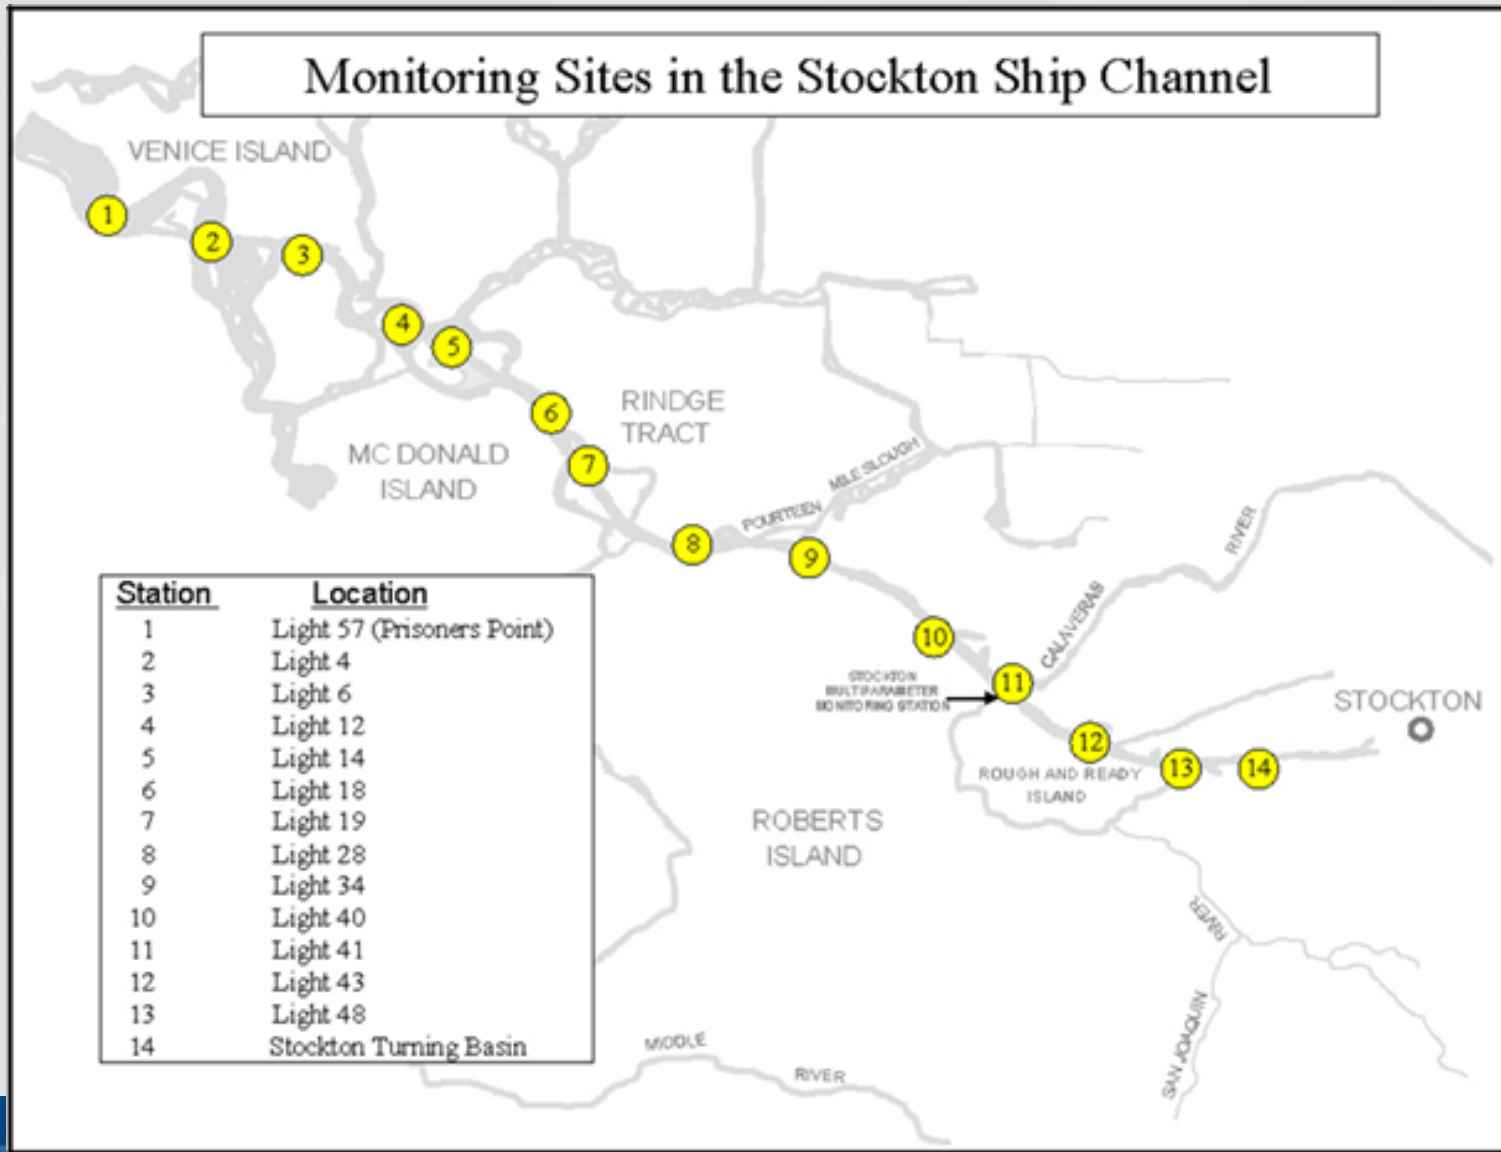 Monitoring Sites in the Stockton Ship Channel
VENICE ISLAND
1
2
3
4
5
6
RINDGE
TRACT
MC DONALD
ISLAND
7
8
FOURTEEN
MILE SLOUGH
9
RIVER
CALAVERAS
10
STOCKTON
MULTIPARAMETER
MONITORING STATION
11
STOCKTON
12
13
14
ROUGH AND READY
ISLAND
ROBERTS
ISLAND
RIVER
SAN JOAQUIN
MIDDLE
RIVER
Station Location
1 Light 57 (Prisoners Point)
2 Light 4
3 Light 6
4 Light 12
5 Light 14
6 Light 18
7 Light 19
8 Light 28
9 Light 34
10 Light 40
11 Light 41
12 Light 43
13 Light 48
14 Stockton Turning Basin